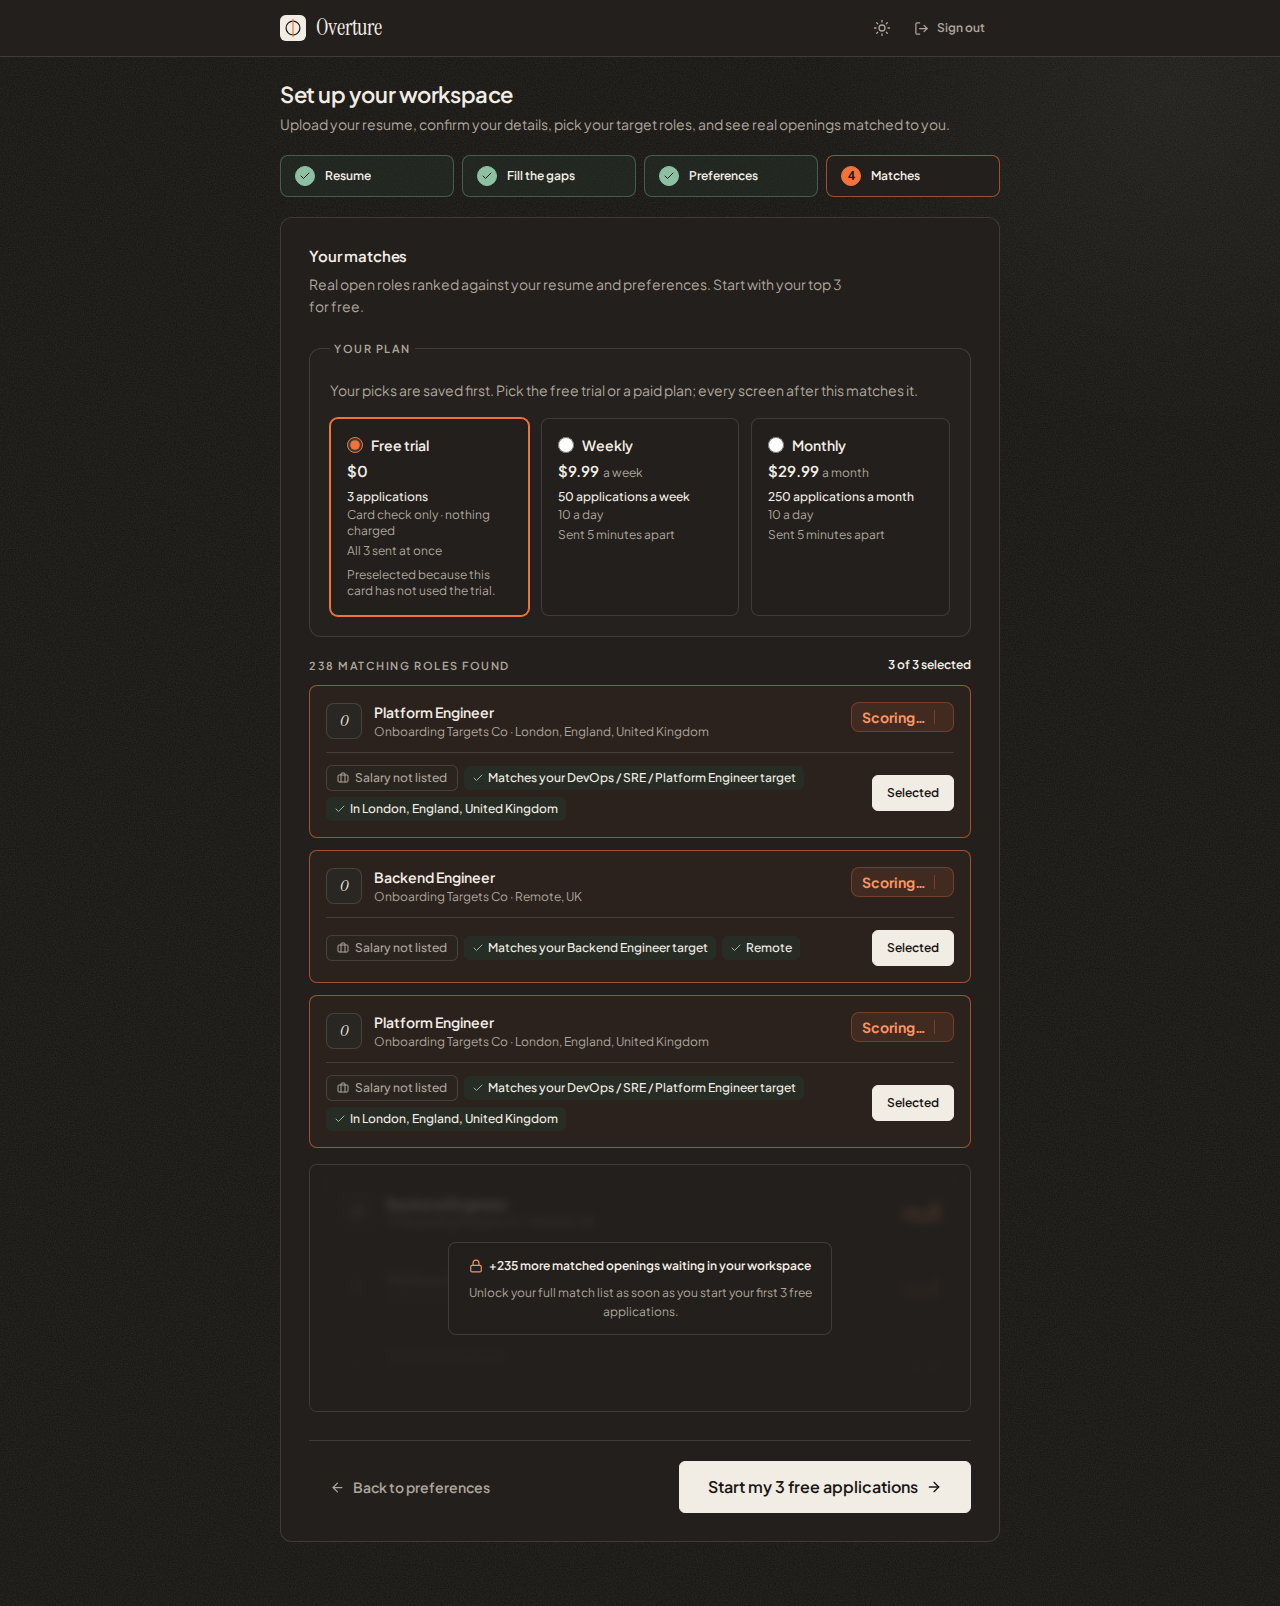 Overture
Sign out
Set up your workspace
Upload your resume, confirm your details, pick your target roles, and see real openings matched to you.
Resume
Fill the gaps
Preferences
4 Matches
Your matches
Real open roles ranked against your resume and preferences. Start with your top 3
for free.
YOUR PLAN
Your picks are saved first. Pick the free trial or a paid plan; every screen after this matches it.
Free trial
$0
3 applications
Card check only · nothing
charged
All 3 sent at once
Preselected because this
card has not used the trial.
Weekly
$9.99 a week
50 applications a week
10 a day
Sent 5 minutes apart
Monthly
$29.99 a month
250 applications a month
10 a day
Sent 5 minutes apart
238 MATCHING ROLES FOUND
3 of 3 selected
O
Platform Engineer
Onboarding Targets Co · London, England, United Kingdom
Scoring...
Salary not listed
Matches your DevOps / SRE / Platform Engineer target
In London, England, United Kingdom
Selected
O
Backend Engineer
Onboarding Targets Co · Remote, UK
Scoring...
Salary not listed
Matches your Backend Engineer target
Remote
Selected
O
Platform Engineer
Onboarding Targets Co · London, England, United Kingdom
Scoring...
Salary not listed
Matches your DevOps / SRE / Platform Engineer target
In London, England, United Kingdom
Selected
+235 more matched openings waiting in your workspace
Unlock your full match list as soon as you start your first 3 free
applications.
Back to preferences
Start my 3 free applications